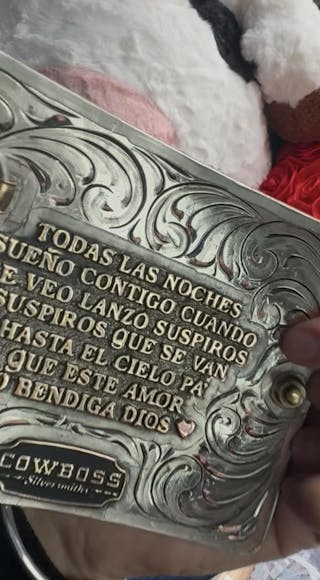 TODAS LAS NOCHES
SUEÑO CONTIGO CUANDO
E VEO LANZO SUSPIROS
SUSPIROS QUE SE VAN
HASTA EL CIELO PA'
QUE ESTE AMOR
O BENDIGA DIOS
COWBOSS
Silversmiths